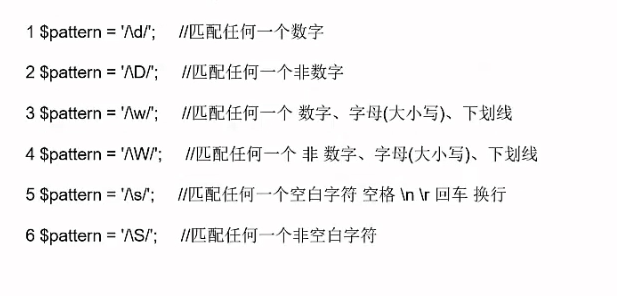 1 $pattern = '/\d/'; //匹配任何一个数字
2 $pattern = '/\D/'; //匹配任何一个非数字
3 $pattern = '/\w/'; //匹配任何一个 数字、字母(大小写)、下划线
4 $pattern = '/\W/'; //匹配任何一个 非 数字、字母(大小写)、下划线
5 $pattern = '/\s/'; //匹配任何一个空白字符 空格 \n \r 回车 换行
6 $pattern = '/\S/'; //匹配任何一个非空白字符